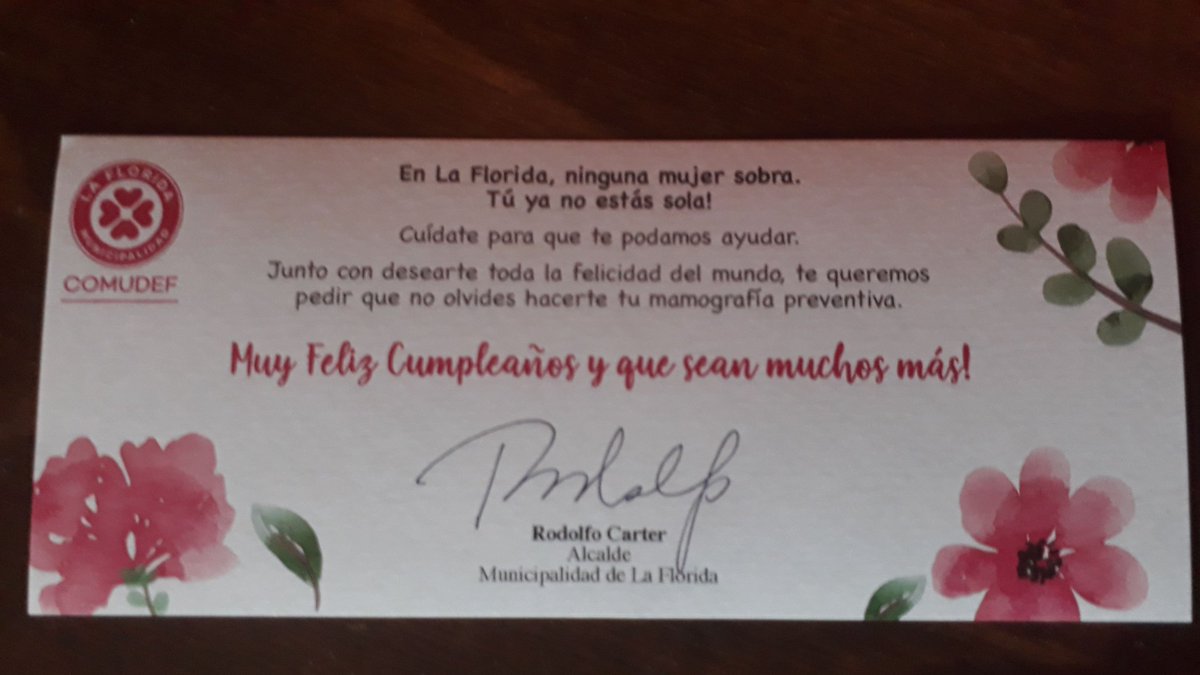 LA FLORIDA
MUNICIPALIDAD
COMUDEF
En La Florida, ninguna mujer sobra.
Tú ya no estás sola!
Cuídate para que te podamos ayudar.
Junto con desearte toda la felicidad del mundo, te queremos
pedir que no olvides hacerte tu mamografía preventiva.
Muy Feliz Cumpleaños y que sean muchos más!
Rodolfo
Rodolfo Carter
Alcalde
Municipalidad de La Florida